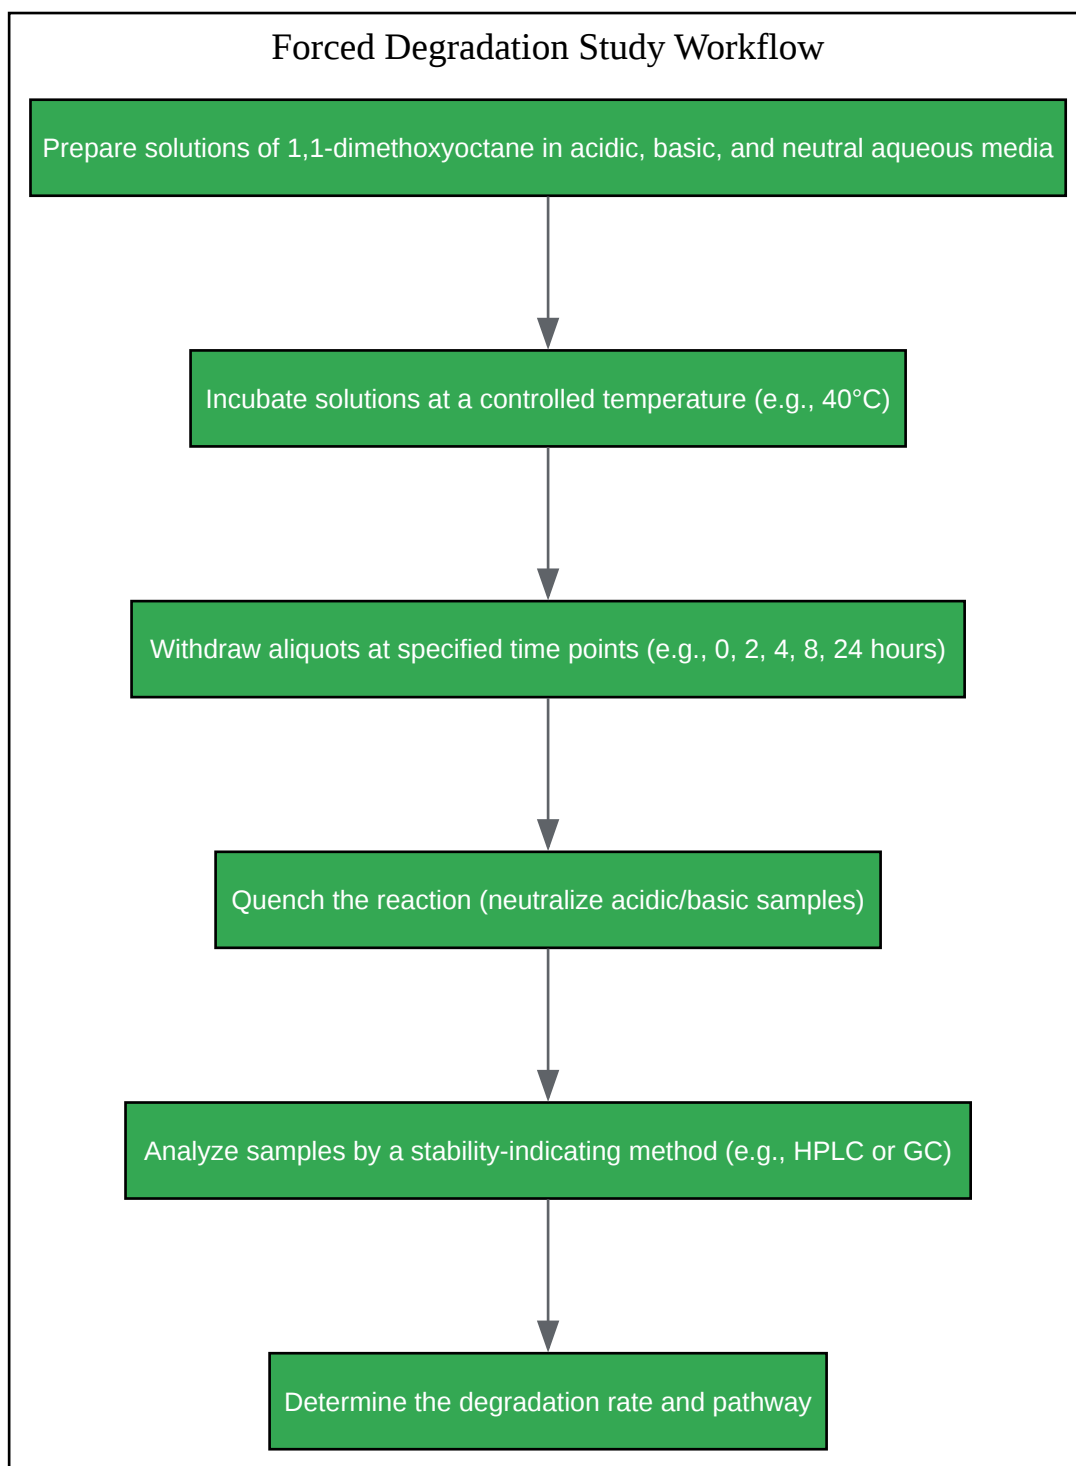 Forced Degradation Study Workflow
Prepare solutions of 1,1-dimethoxyoctane in acidic, basic, and neutral aqueous media
Incubate solutions at a controlled temperature (e.g., 40°C)
Withdraw aliquots at specified time points (e.g., 0, 2, 4, 8, 24 hours)
Quench the reaction (neutralize acidic/basic samples)
Analyze samples by a stability-indicating method (e.g., HPLC or GC)
Determine the degradation rate and pathway